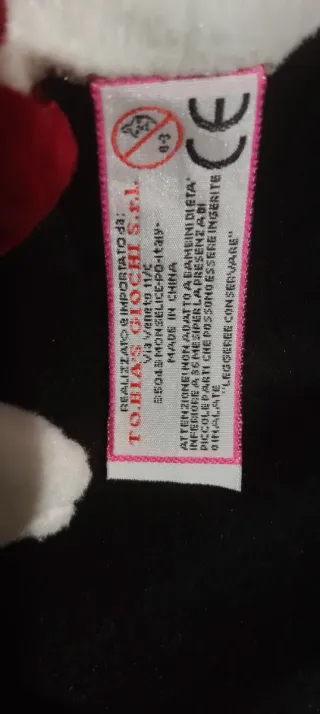 REALIZZATO e IMPORTATO da:
TO.BIA'S GIOCHI S.r.l.
Via Veneto 11/C
35043 MONSELICE-PD-Italy-
MADE IN CHINA
ATTENZIONE! NON ADATTO A BAMBINI DI ETA'
INFERIORE A 36 MESI PER LA PRESENZA DI
PICCOLE PARTI CHE POSSONO ESSERE INGERITE
O INALATE
"LEGGERE E CONSERVARE"
0-3
CE